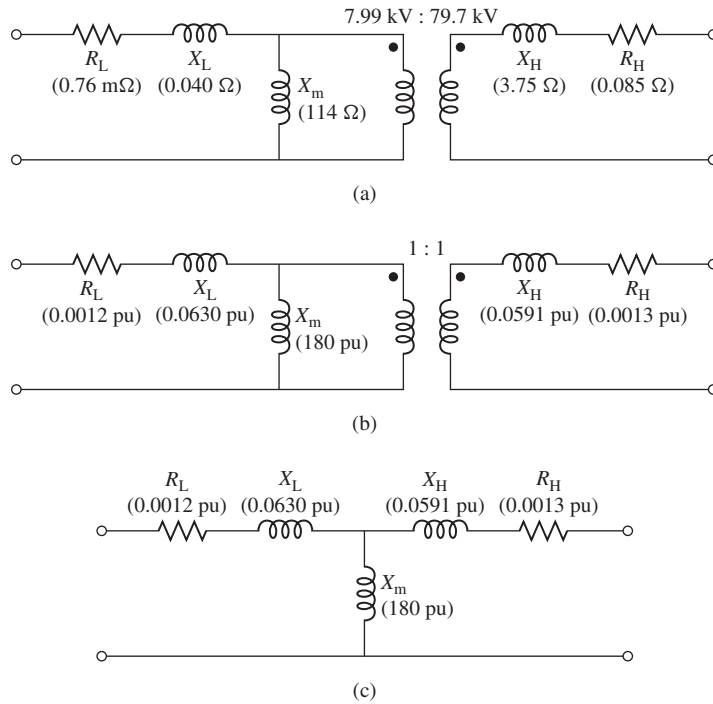 7.99 kV : 79.7 kV
R_L X_L X_H R_H
(0.76 mΩ) (0.040 Ω) (3.75 Ω) (0.085 Ω)
X_m
(114 Ω)
(a)
1 : 1
R_L X_L X_H R_H
(0.0012 pu) (0.0630 pu) (0.0591 pu) (0.0013 pu)
X_m
(180 pu)
(b)
R_L X_L X_H R_H
(0.0012 pu) (0.0630 pu) (0.0591 pu) (0.0013 pu)
X_m
(180 pu)
(c)